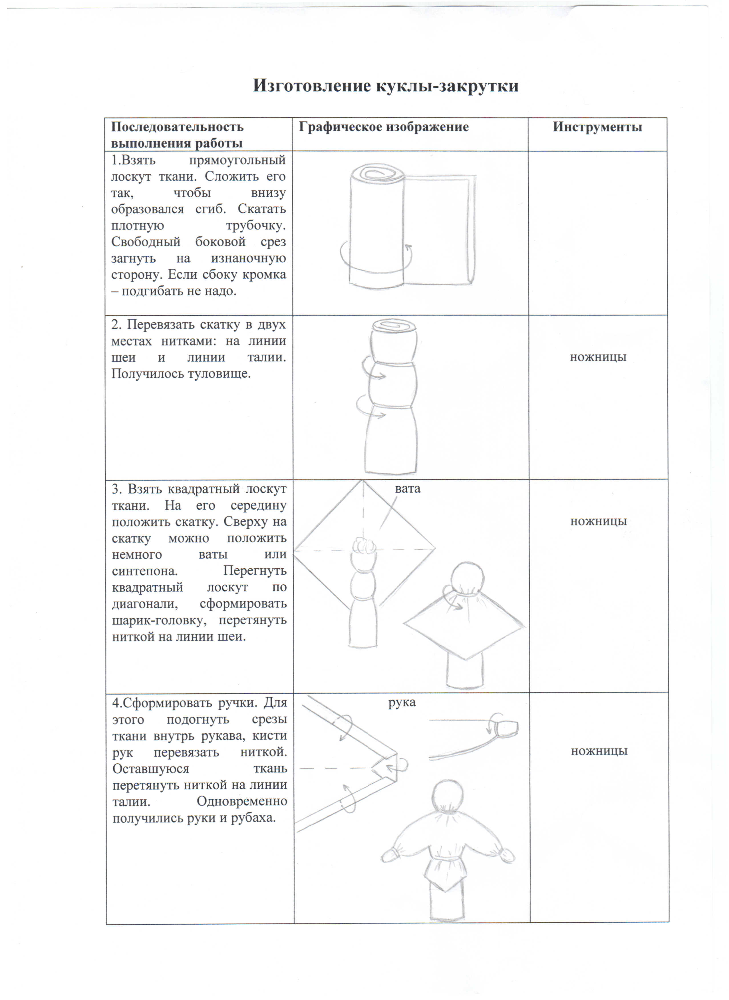 Изготовление куклы-закрутки
Последовательность
выполнения работы
Графическое изображение
Инструменты
1.Взять прямоугольный
лоскут ткани. Сложить его
так, чтобы внизу
образовался сгиб. Скатать
плотную трубочку.
Свободный боковой срез
загнуть на изнаночную
сторону. Если сбоку кромка
– подгибать не надо.
2. Перевязать скатку в двух
местах нитками: на линии
шеи и линии талии.
Получилось туловище.
ножницы
3. Взять квадратный лоскут
ткани. На его середину
положить скатку. Сверху на
скатку можно положить
немного ваты или
синтепона. Перегнуть
квадратный лоскут по
диагонали, сформировать
шарик-головку, перетянуть
ниткой на линии шеи.
вата
ножницы
4.Сформировать ручки. Для
этого подогнуть срезы
ткани внутрь рукава, кисти
рук перевязать ниткой.
Оставшуюся ткань
перетянуть ниткой на линии
талии. Одновременно
получились руки и рубаха.
рука
ножницы